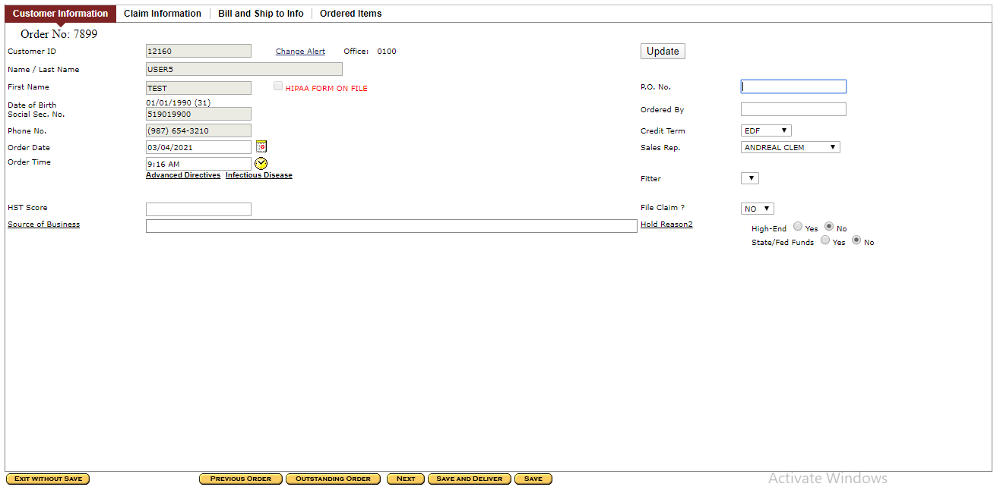 Customer Information Claim Information Bill and Ship to Info Ordered Items
Order No: 7899
Customer ID 12160 Change Alert Office: 0100 Update
Name / Last Name USER5
First Name TEST HIPAA FORM ON FILE P.O. No.
Date of Birth 01/01/1990 (31)
Ordered By
Social Sec. No. 519019900
Phone No. (987) 654-3210 Credit Term EDF
Order Date 03/04/2021 Sales Rep. ANDREAL CLEM
Order Time 9:16 AM
Advanced Directives Infectious Disease
Fitter
HST Score File Claim ? NO
Source of Business Hold Reason2
High-End Yes No
State/Fed Funds Yes No
EXIT WITHOUT SAVE PREVIOUS ORDER OUTSTANDING ORDER NEXT SAVE AND DELIVER SAVE Activate Windows